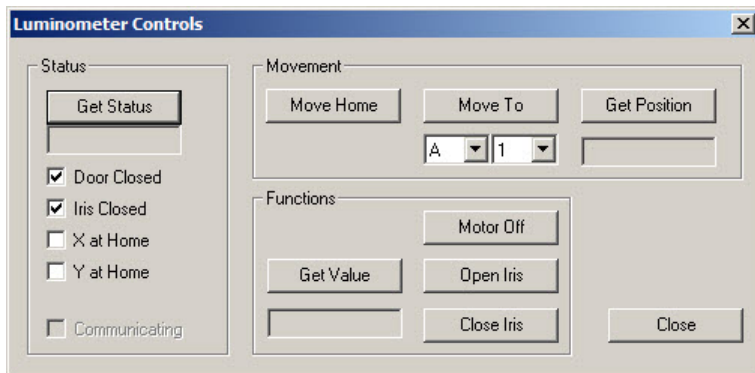 Luminometer Controls
Status
Get Status
Door Closed
Iris Closed
X at Home
Y at Home
Communicating
Movement
Move Home
Move To
Get Position
A
1
Functions
Motor Off
Get Value
Open Iris
Close Iris
Close